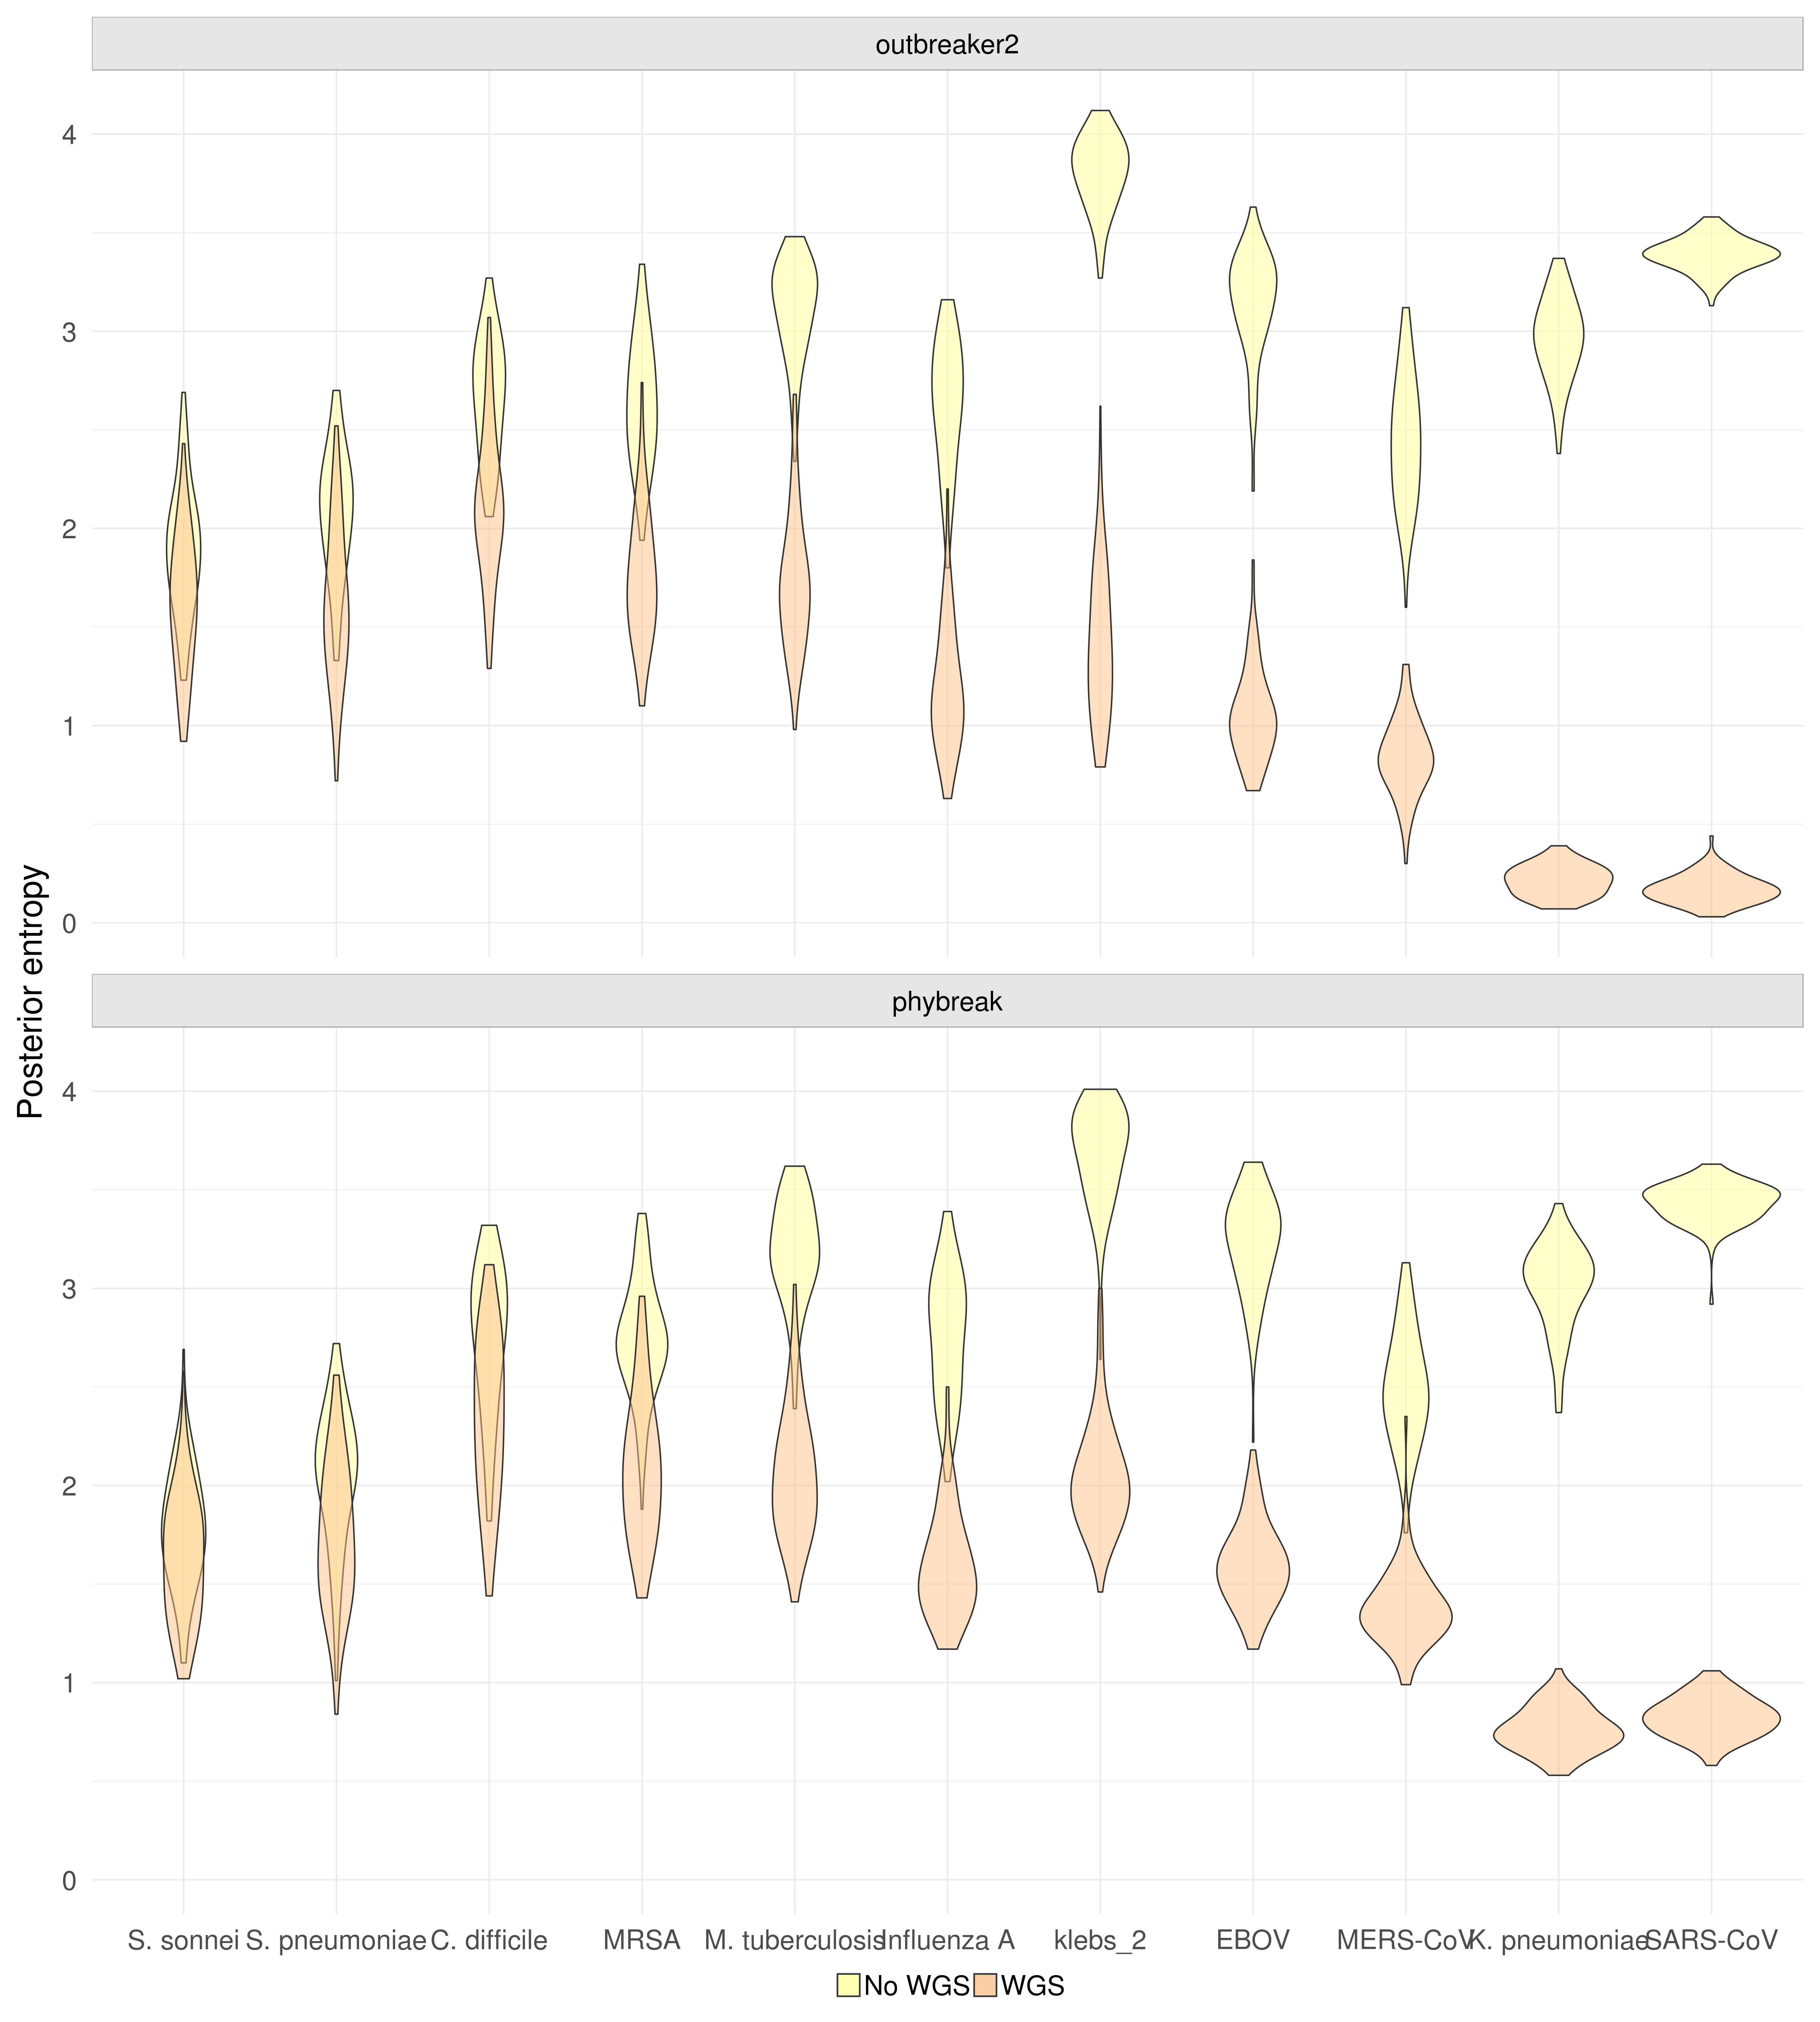 outbreaker2
4
3
2
1
0
Posterior entropy
phybreak
4
3
2
1
0
S. sonnei S. pneumoniae C. difficile MRSA M. tuberculosis Influenza A klebs_2 EBOV MERS-CoV K. pneumoniae SARS-CoV
No WGS WGS